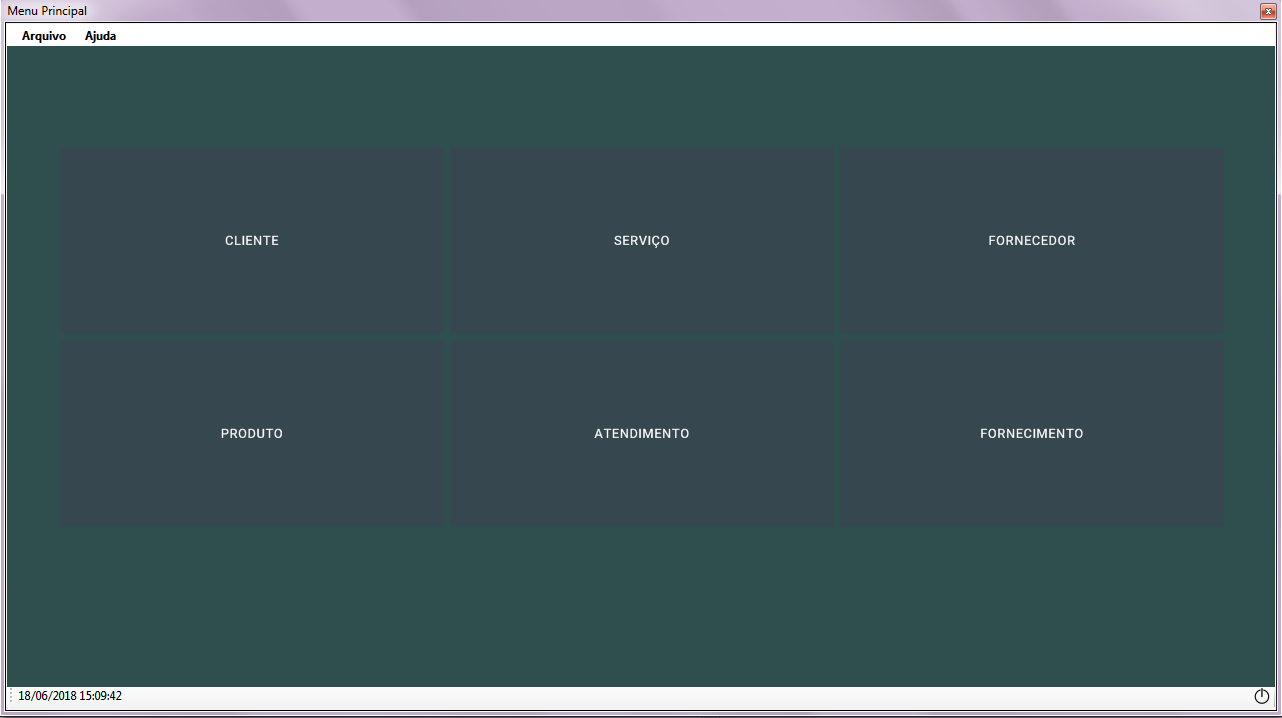 Menu Principal
Arquivo Ajuda
CLIENTE SERVIÇO FORNECEDOR
PRODUTO ATENDIMENTO FORNECIMENTO
18/06/2018 15:09:42